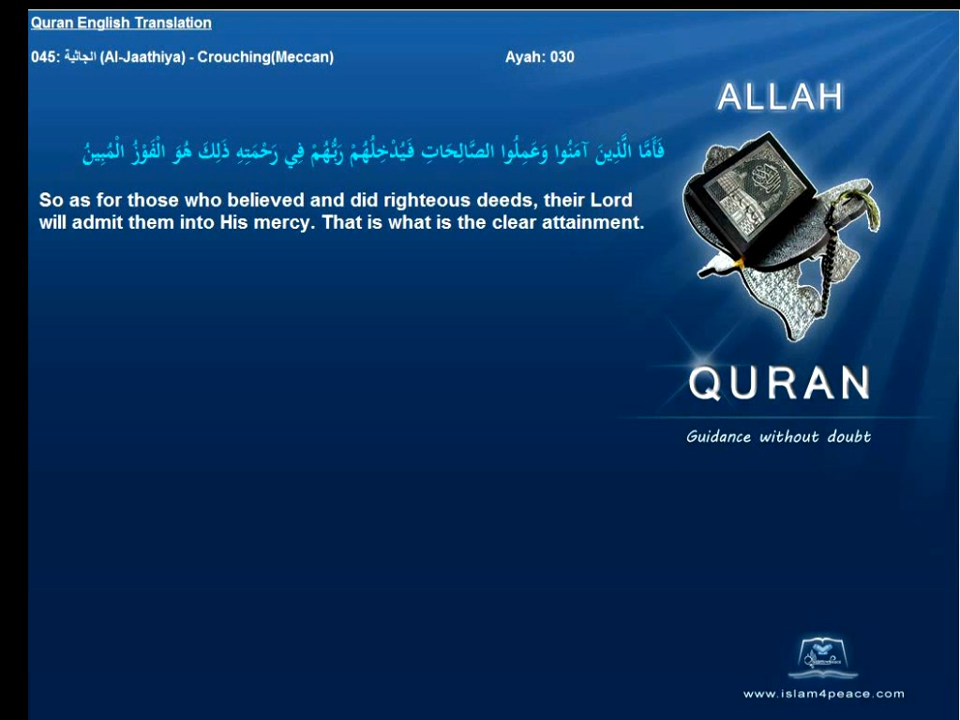 Quran English Translation
045: الجاثية (Al-Jaathiya) - Crouching(Meccan)
Ayah: 030
ALLAH
فَأَمَّا الَّذِينَ آمَنُوا وَعَمِلُوا الصَّالِحَاتِ فَيُدْخِلُهُمْ رَبُّهُمْ فِي رَحْمَتِهِ ذَلِكَ هُوَ الْفَوْزُ الْمُبِينُ
So as for those who believed and did righteous deeds, their Lord
will admit them into His mercy. That is what is the clear attainment.
QURAN
Guidance without doubt
www.islam4peace.com